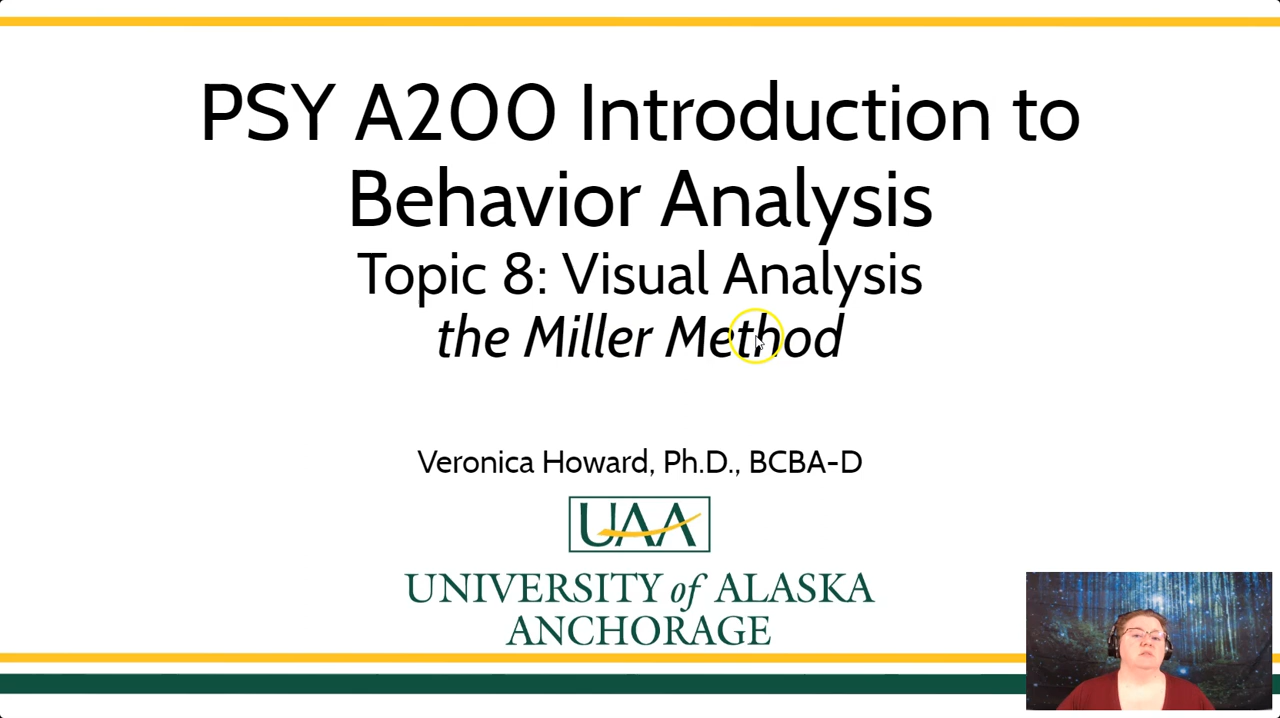 PSY A200 Introduction to
Behavior Analysis
Topic 8: Visual Analysis
the Miller Method
Veronica Howard, Ph.D., BCBA-D
UAA
UNIVERSITY of ALASKA
ANCHORAGE